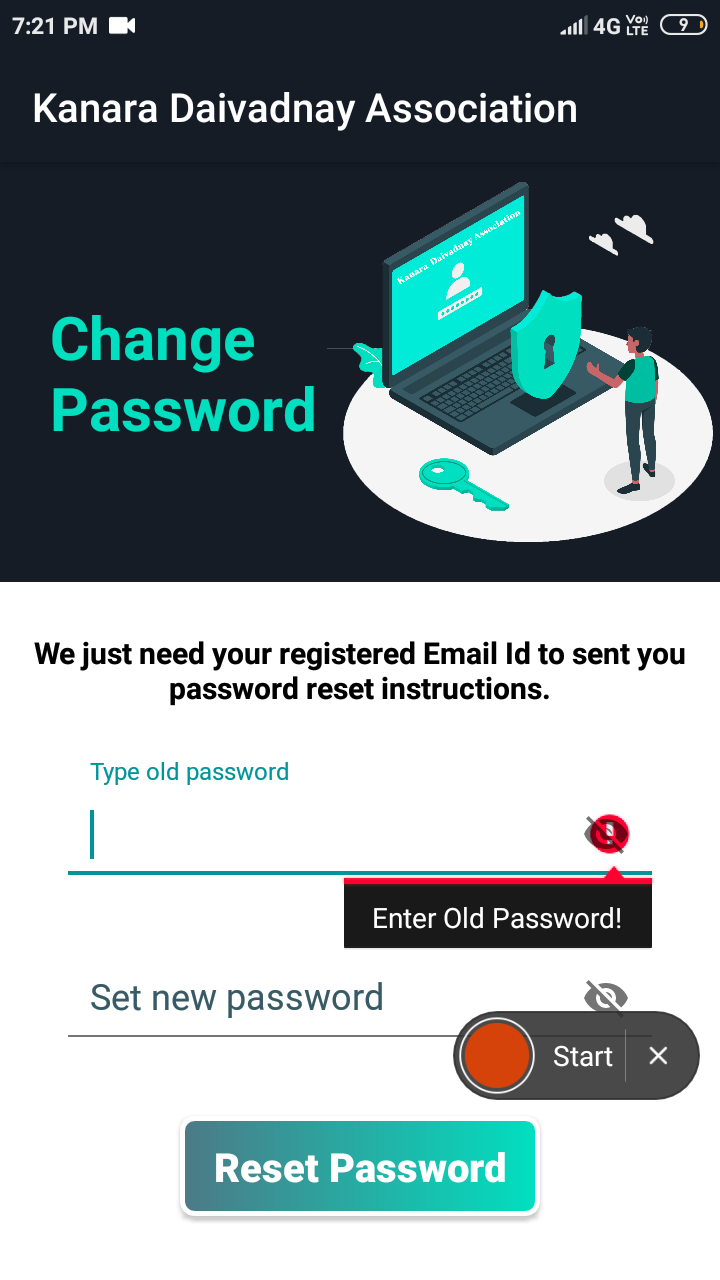 7:21 PM
4G Vo)) LTE 9
Kanara Daivadnay Association
Kanara Daivadnay Association
Change
Password
We just need your registered Email Id to sent you
password reset instructions.
Type old password
Enter Old Password!
Set new password
Start
Reset Password